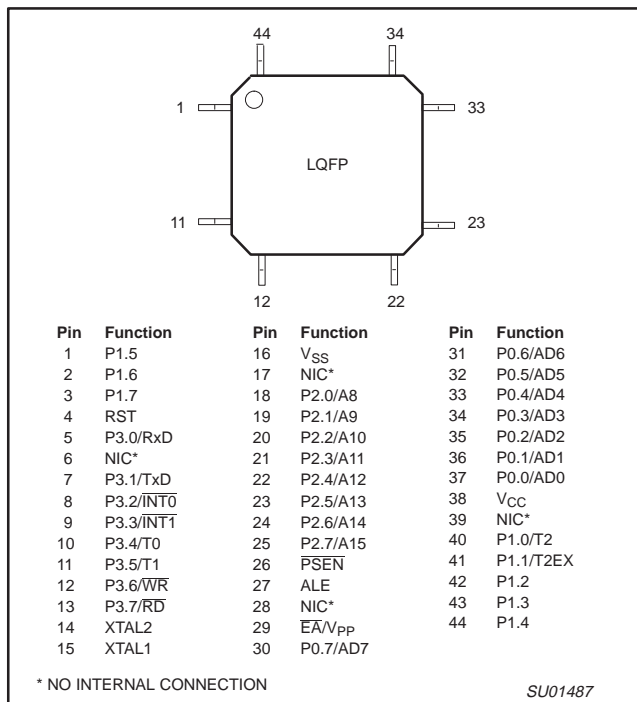 44 34
1 33
LQFP
11 23
12 22
Pin Function Pin Function Pin Function
1 P1.5 16 VSS 31 P0.6/AD6
2 P1.6 17 NIC* 32 P0.5/AD5
3 P1.7 18 P2.0/A8 33 P0.4/AD4
4 RST 19 P2.1/A9 34 P0.3/AD3
5 P3.0/RxD 20 P2.2/A10 35 P0.2/AD2
6 NIC* 21 P2.3/A11 36 P0.1/AD1
7 P3.1/TxD 22 P2.4/A12 37 P0.0/AD0
8 P3.2/INT0 23 P2.5/A13 38 VCC
9 P3.3/INT1 24 P2.6/A14 39 NIC*
10 P3.4/T0 25 P2.7/A15 40 P1.0/T2
11 P3.5/T1 26 PSEN 41 P1.1/T2EX
12 P3.6/WR 27 ALE 42 P1.2
13 P3.7/RD 28 NIC* 43 P1.3
14 XTAL2 29 EA/VPP 44 P1.4
15 XTAL1 30 P0.7/AD7
* NO INTERNAL CONNECTION
SU01487